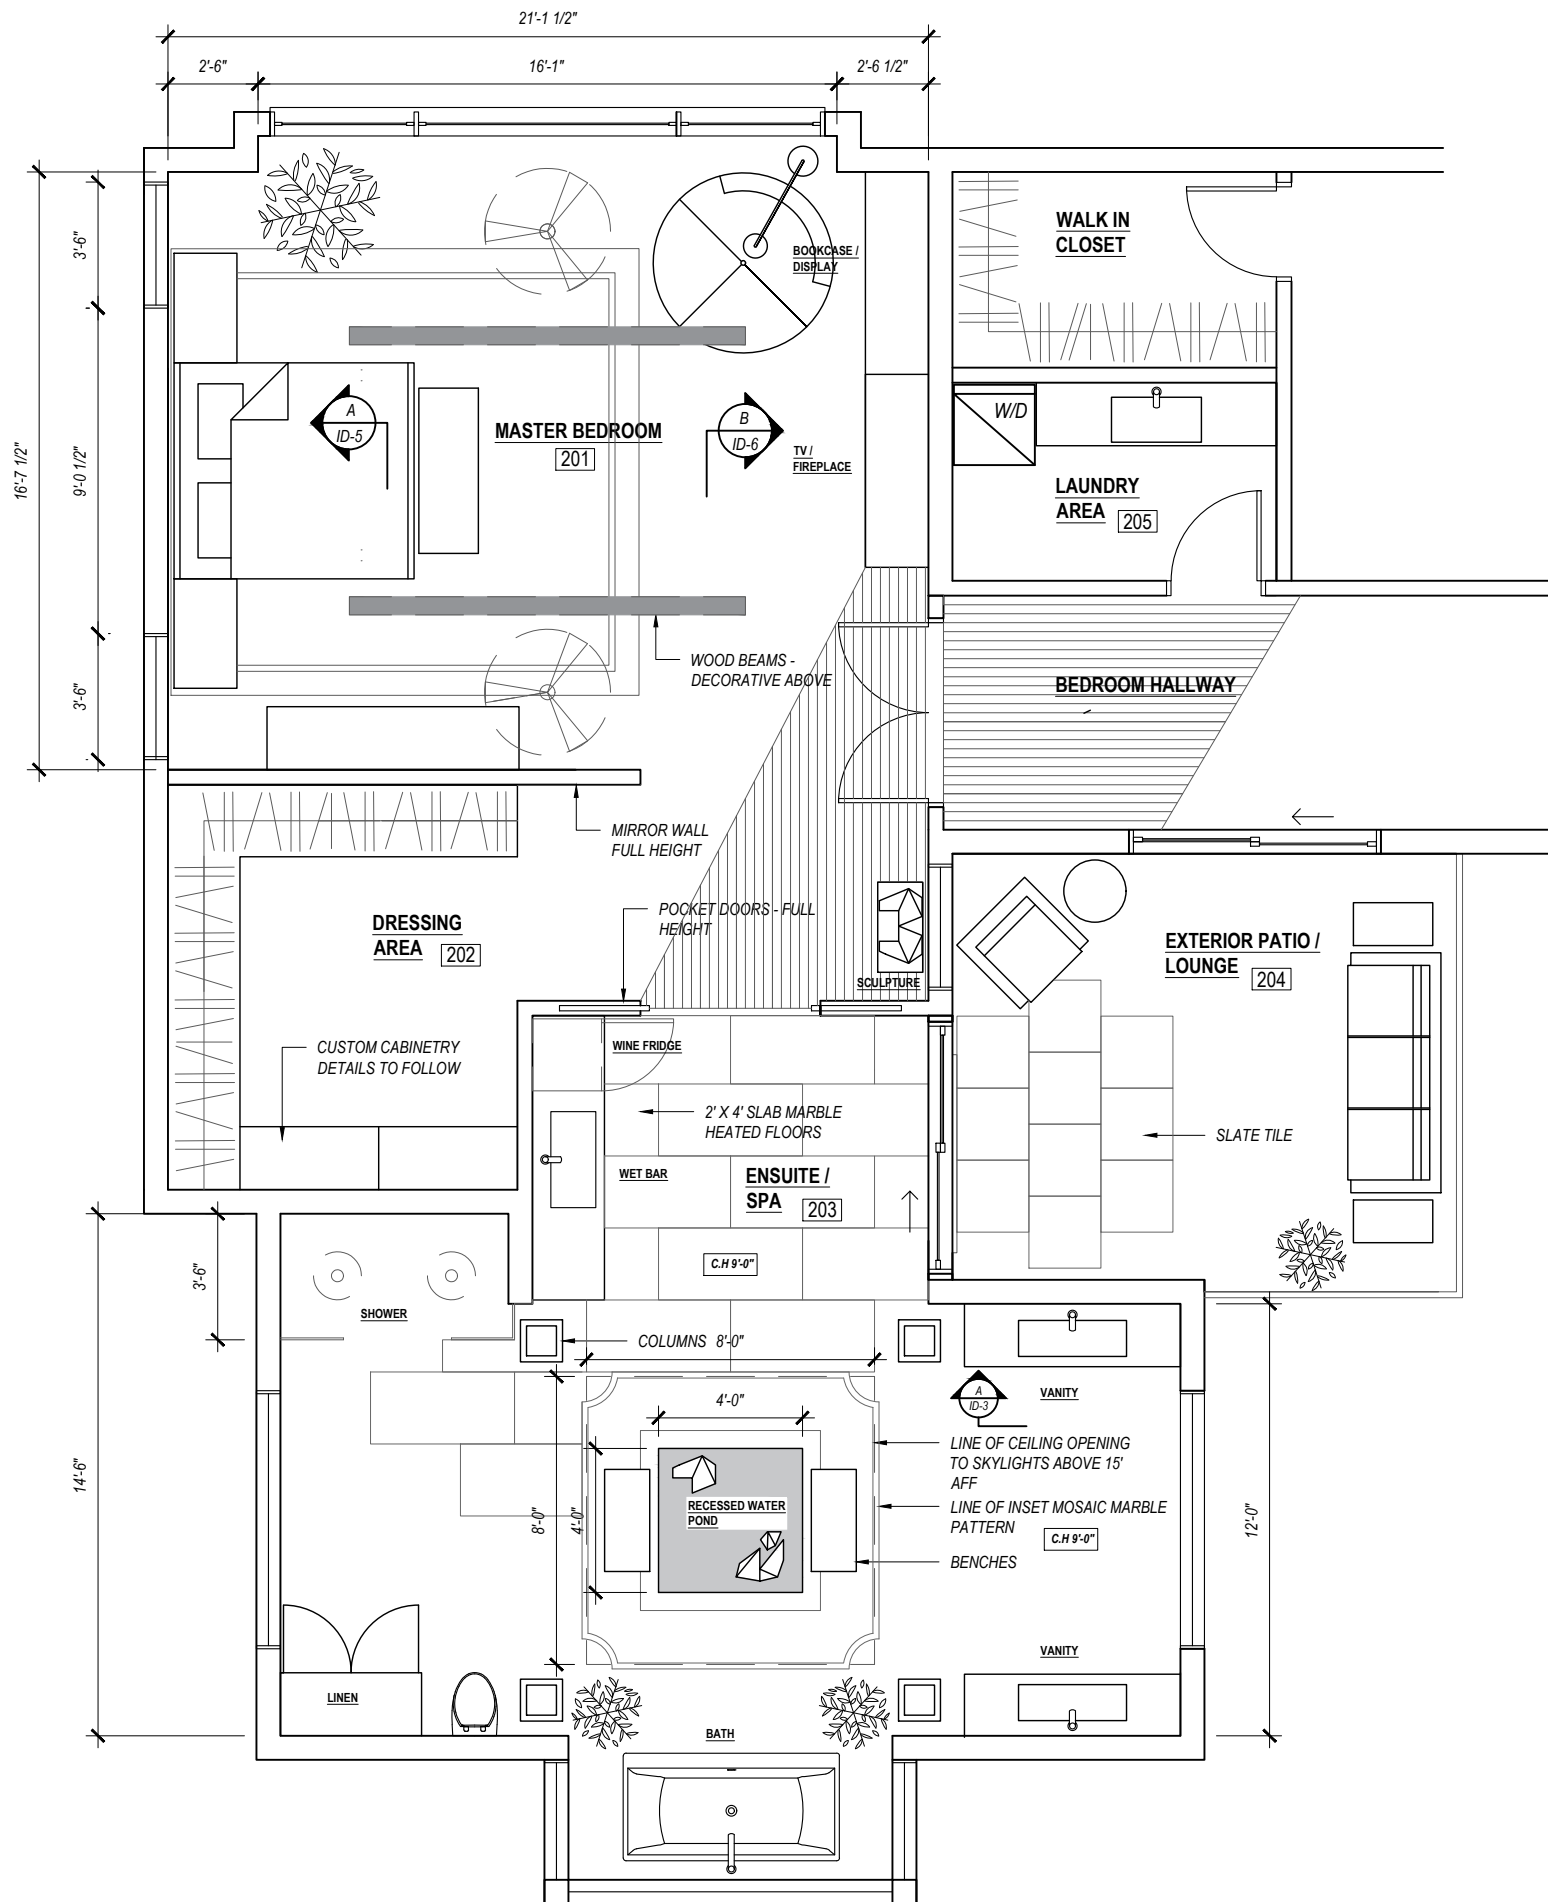 21'-1 1/2"
2'-6"
16'-1"
2'-6 1/2"
3'-6"
16'-7 1/2"
9'-0 1/2"
3'-6"
BOOKCASE /
DISPLAY
WALK IN
CLOSET
A
ID-5
MASTER BEDROOM
201
B
ID-6
TV /
FIREPLACE
W/D
LAUNDRY
AREA 205
WOOD BEAMS -
DECORATIVE ABOVE
BEDROOM HALLWAY
MIRROR WALL
FULL HEIGHT
POCKET DOORS - FULL
HEIGHT
DRESSING
AREA 202
SCULPTURE
EXTERIOR PATIO /
LOUNGE 204
CUSTOM CABINETRY
DETAILS TO FOLLOW
WINE FRIDGE
2' X 4' SLAB MARBLE
HEATED FLOORS
SLATE TILE
WET BAR
ENSUITE /
SPA 203
C.H 9'-0"
3'-6"
SHOWER
COLUMNS 8'-0"
14'-6"
4'-0"
A
ID-3
VANITY
LINE OF CEILING OPENING
TO SKYLIGHTS ABOVE 15'
AFF
8'-0"
4'-0"
RECESSED WATER
POND
LINE OF INSET MOSAIC MARBLE
PATTERN
C.H 9'-0"
12'-0"
BENCHES
VANITY
LINEN
BATH